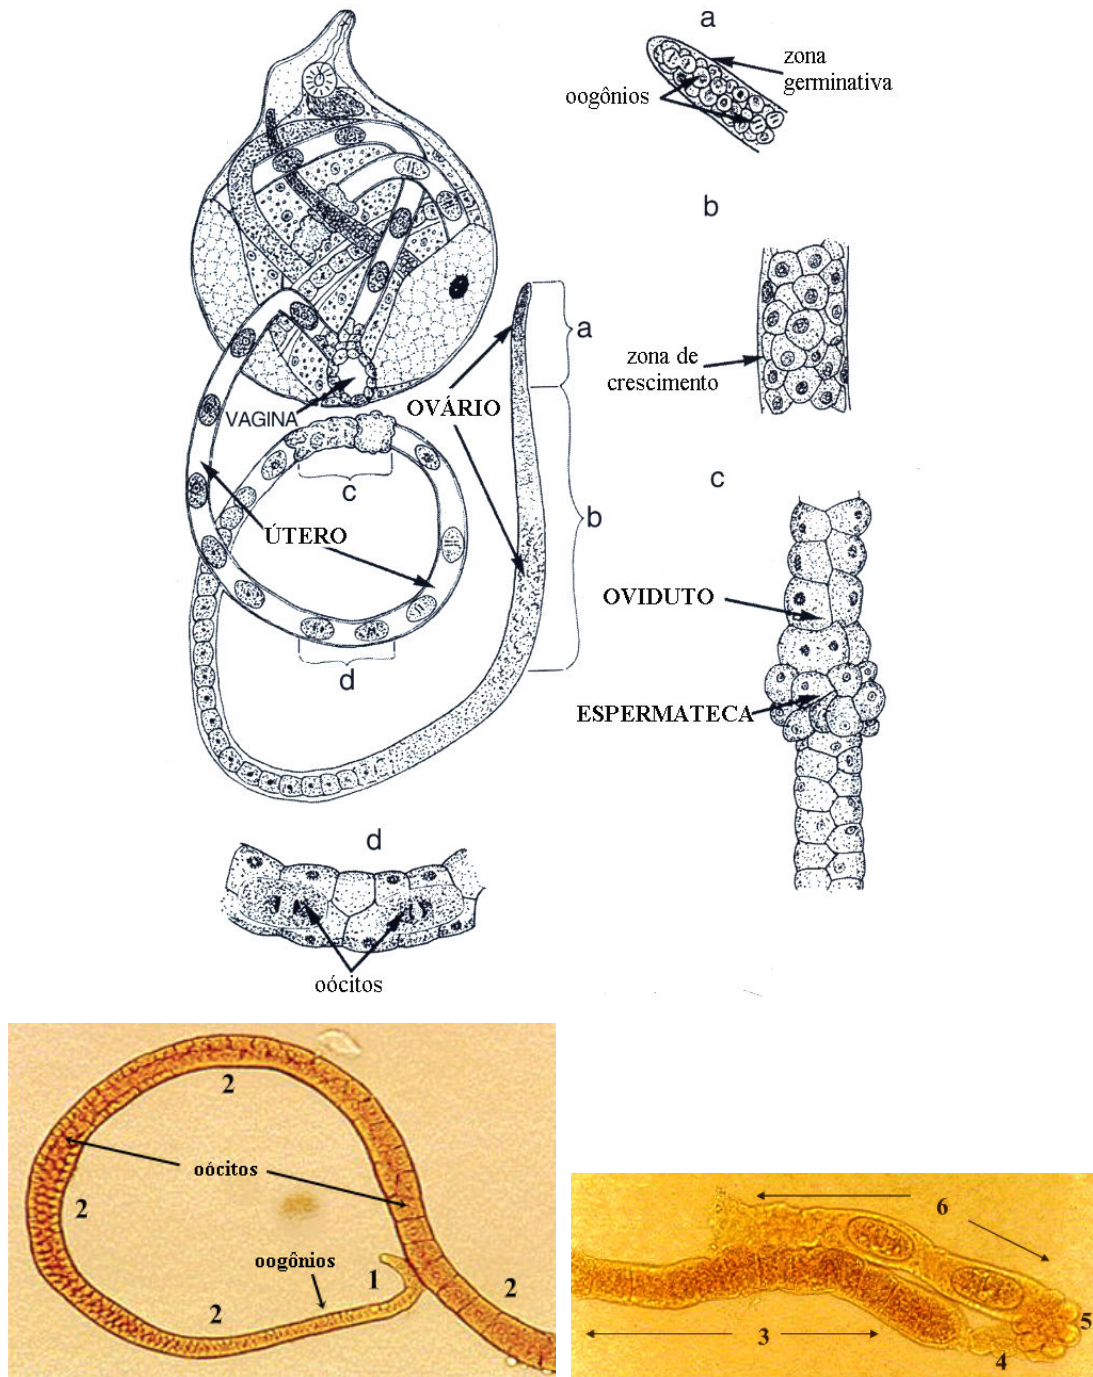 a
zona
germinativa
oogônios
b
zona de
crescimento
a
OVÁRIO
VAGINA
c
b
c
ÚTERO
OVIDUTO
d
ESPERMATECA
d
oócitos
2
oócitos
2
oogônios
1
2
2
6
5
3
4